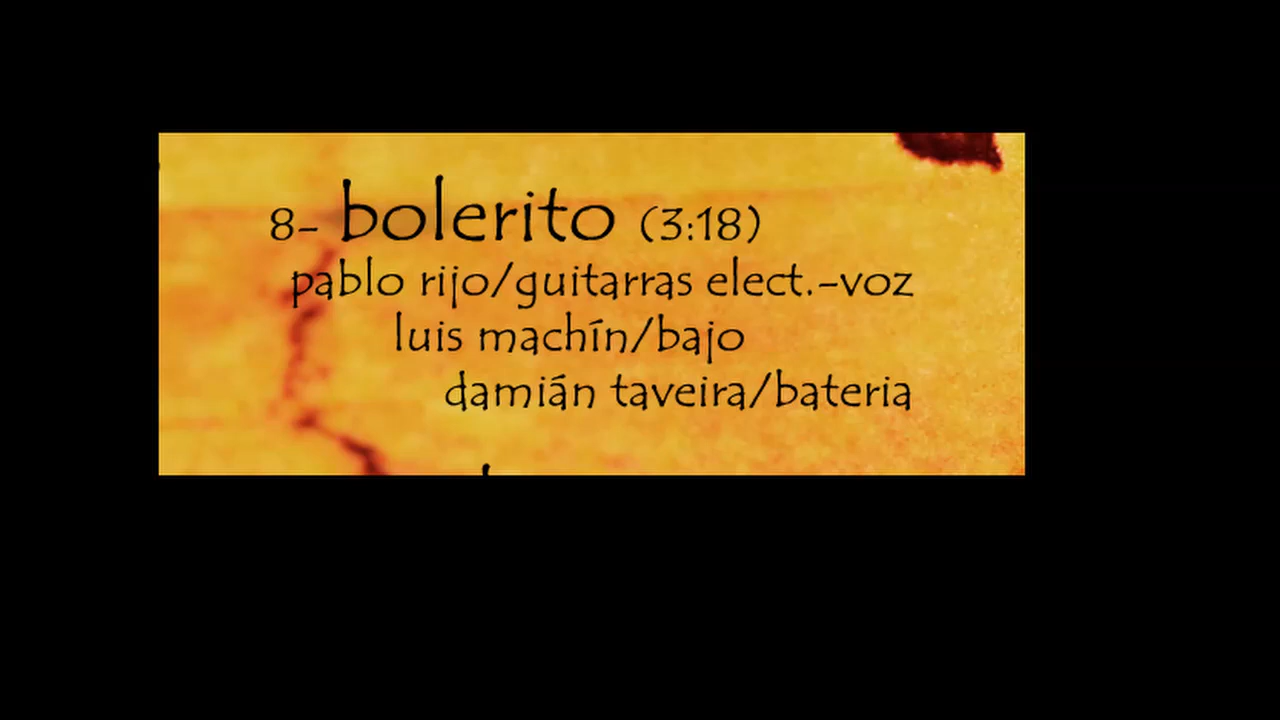 8- bolerito (3:18)
pablo rijo/guitarras elect.-voz
luis machín/bajo
damián taveira/bateria